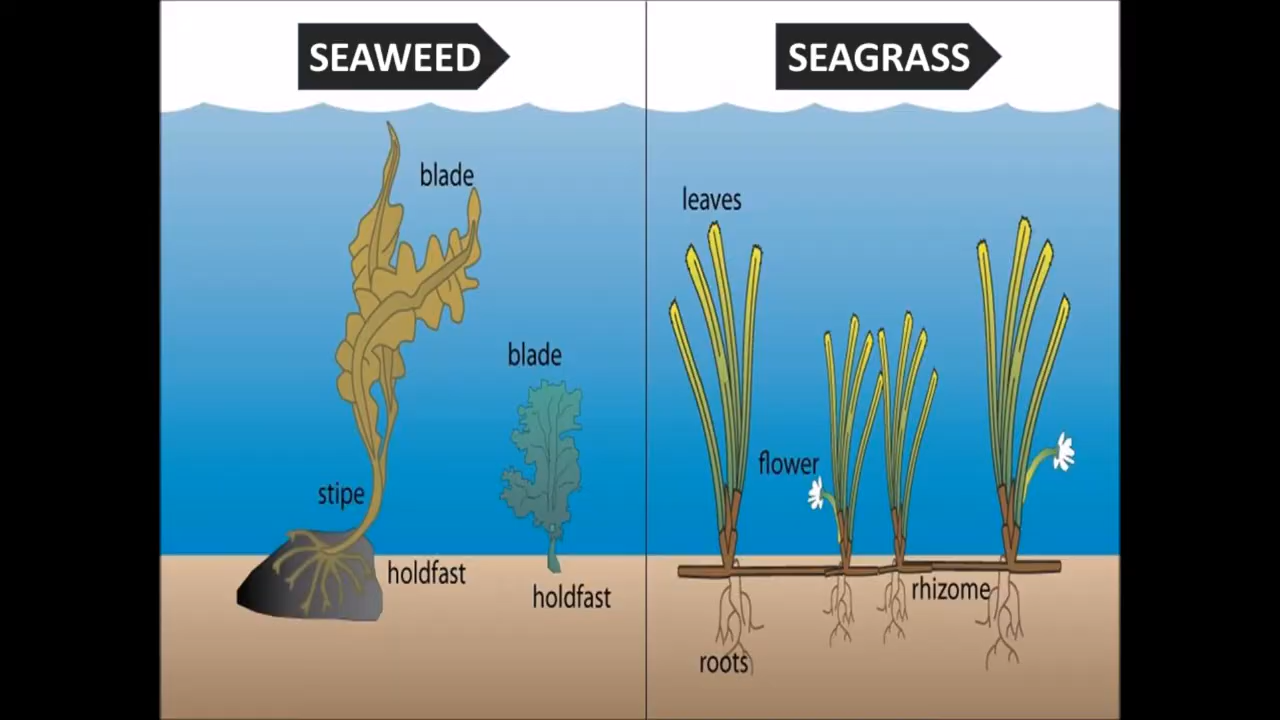 SEAWEED
blade
blade
stipe
holdfast
holdfast
SEAGRASS
leaves
flower
rhizome
roots